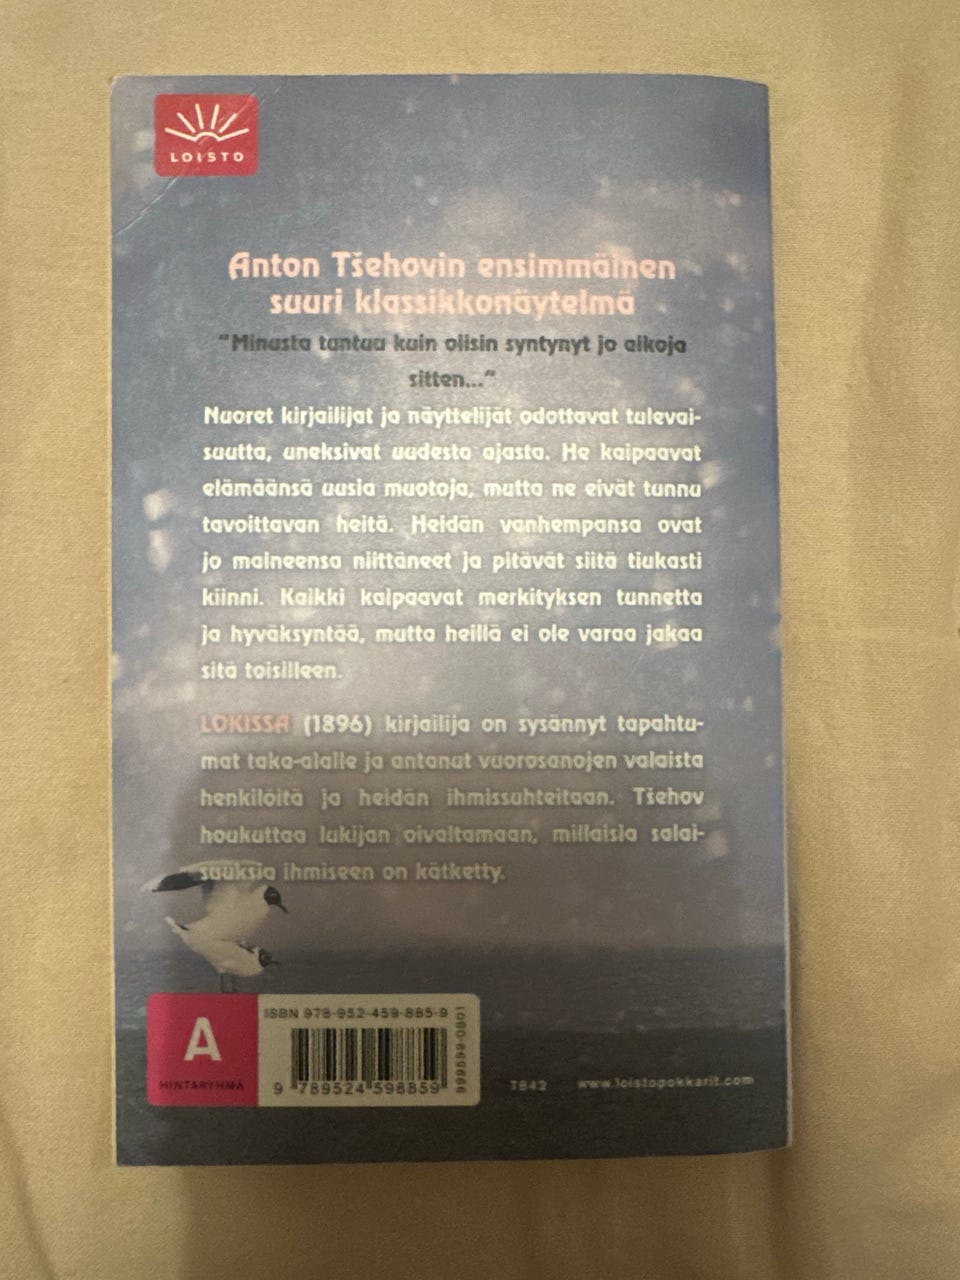 LOISTO
Anton Tšehovin ensimmäinen
suuri klassikkonäytelmä
"Minusta tuntuu kuin olisin syntynyt jo aikoja
sitten..."
Nuoret kirjailijat ja näyttelijät odottavat tulevai-
suutta, uneksivat uudesta ajasta. He kaipaavat
elämäänsä uusia muotoja, mutta ne eivät tunnu
tavoittavan heitä. Heidän vanhempansa ovat
jo maineensa niittäneet ja pitävät siitä tiukasti
kiinni. Kaikki kaipaavat merkityksen tunnetta
ja hyväksyntää, mutta heillä ei ole varaa jakaa
sitä toisilleen.
LOKISSA (1896) kirjailija on sysännyt tapahtu-
mat taka-alalle ja antanut vuorosanojen valaista
henkilöitä ja heidän ihmissuhteitaan. Tšehov
houkuttaa lukijan oivaltamaan, millaisia salai-
suuksia ihmiseen on kätketty.
A
HINTARYHMÄ
ISBN 978-952-459-885-9
9 789524 598859
999599-0801
T842 www.loistopokkarit.com